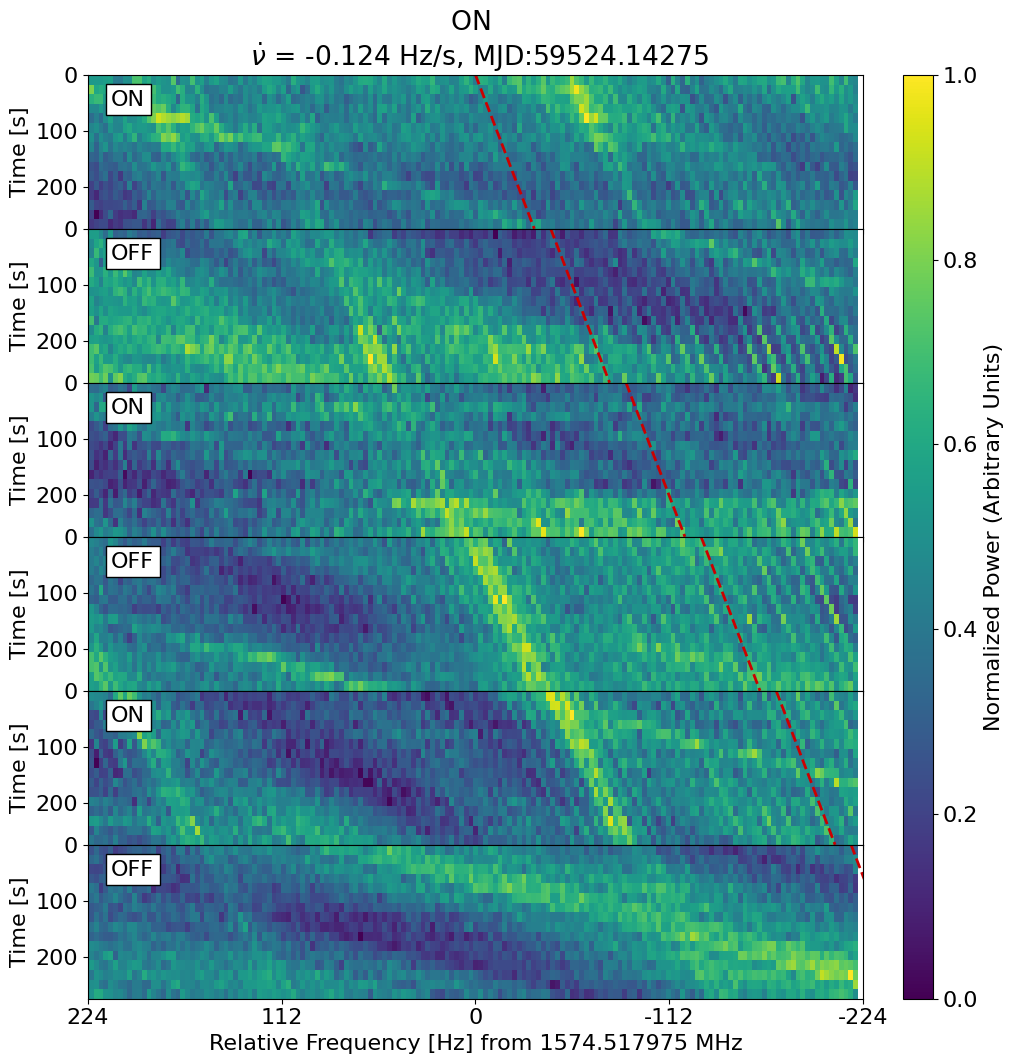 ON
ν̇ = -0.124 Hz/s, MJD:59524.14275
0
100
200
Time [s]
ON
0
100
200
Time [s]
OFF
0
100
200
Time [s]
ON
0
100
200
Time [s]
OFF
0
100
200
Time [s]
ON
0
100
200
Time [s]
OFF
224
112
0
-112
-224
Relative Frequency [Hz] from 1574.517975 MHz
1.0
0.8
0.6
0.4
0.2
0.0
Normalized Power (Arbitrary Units)